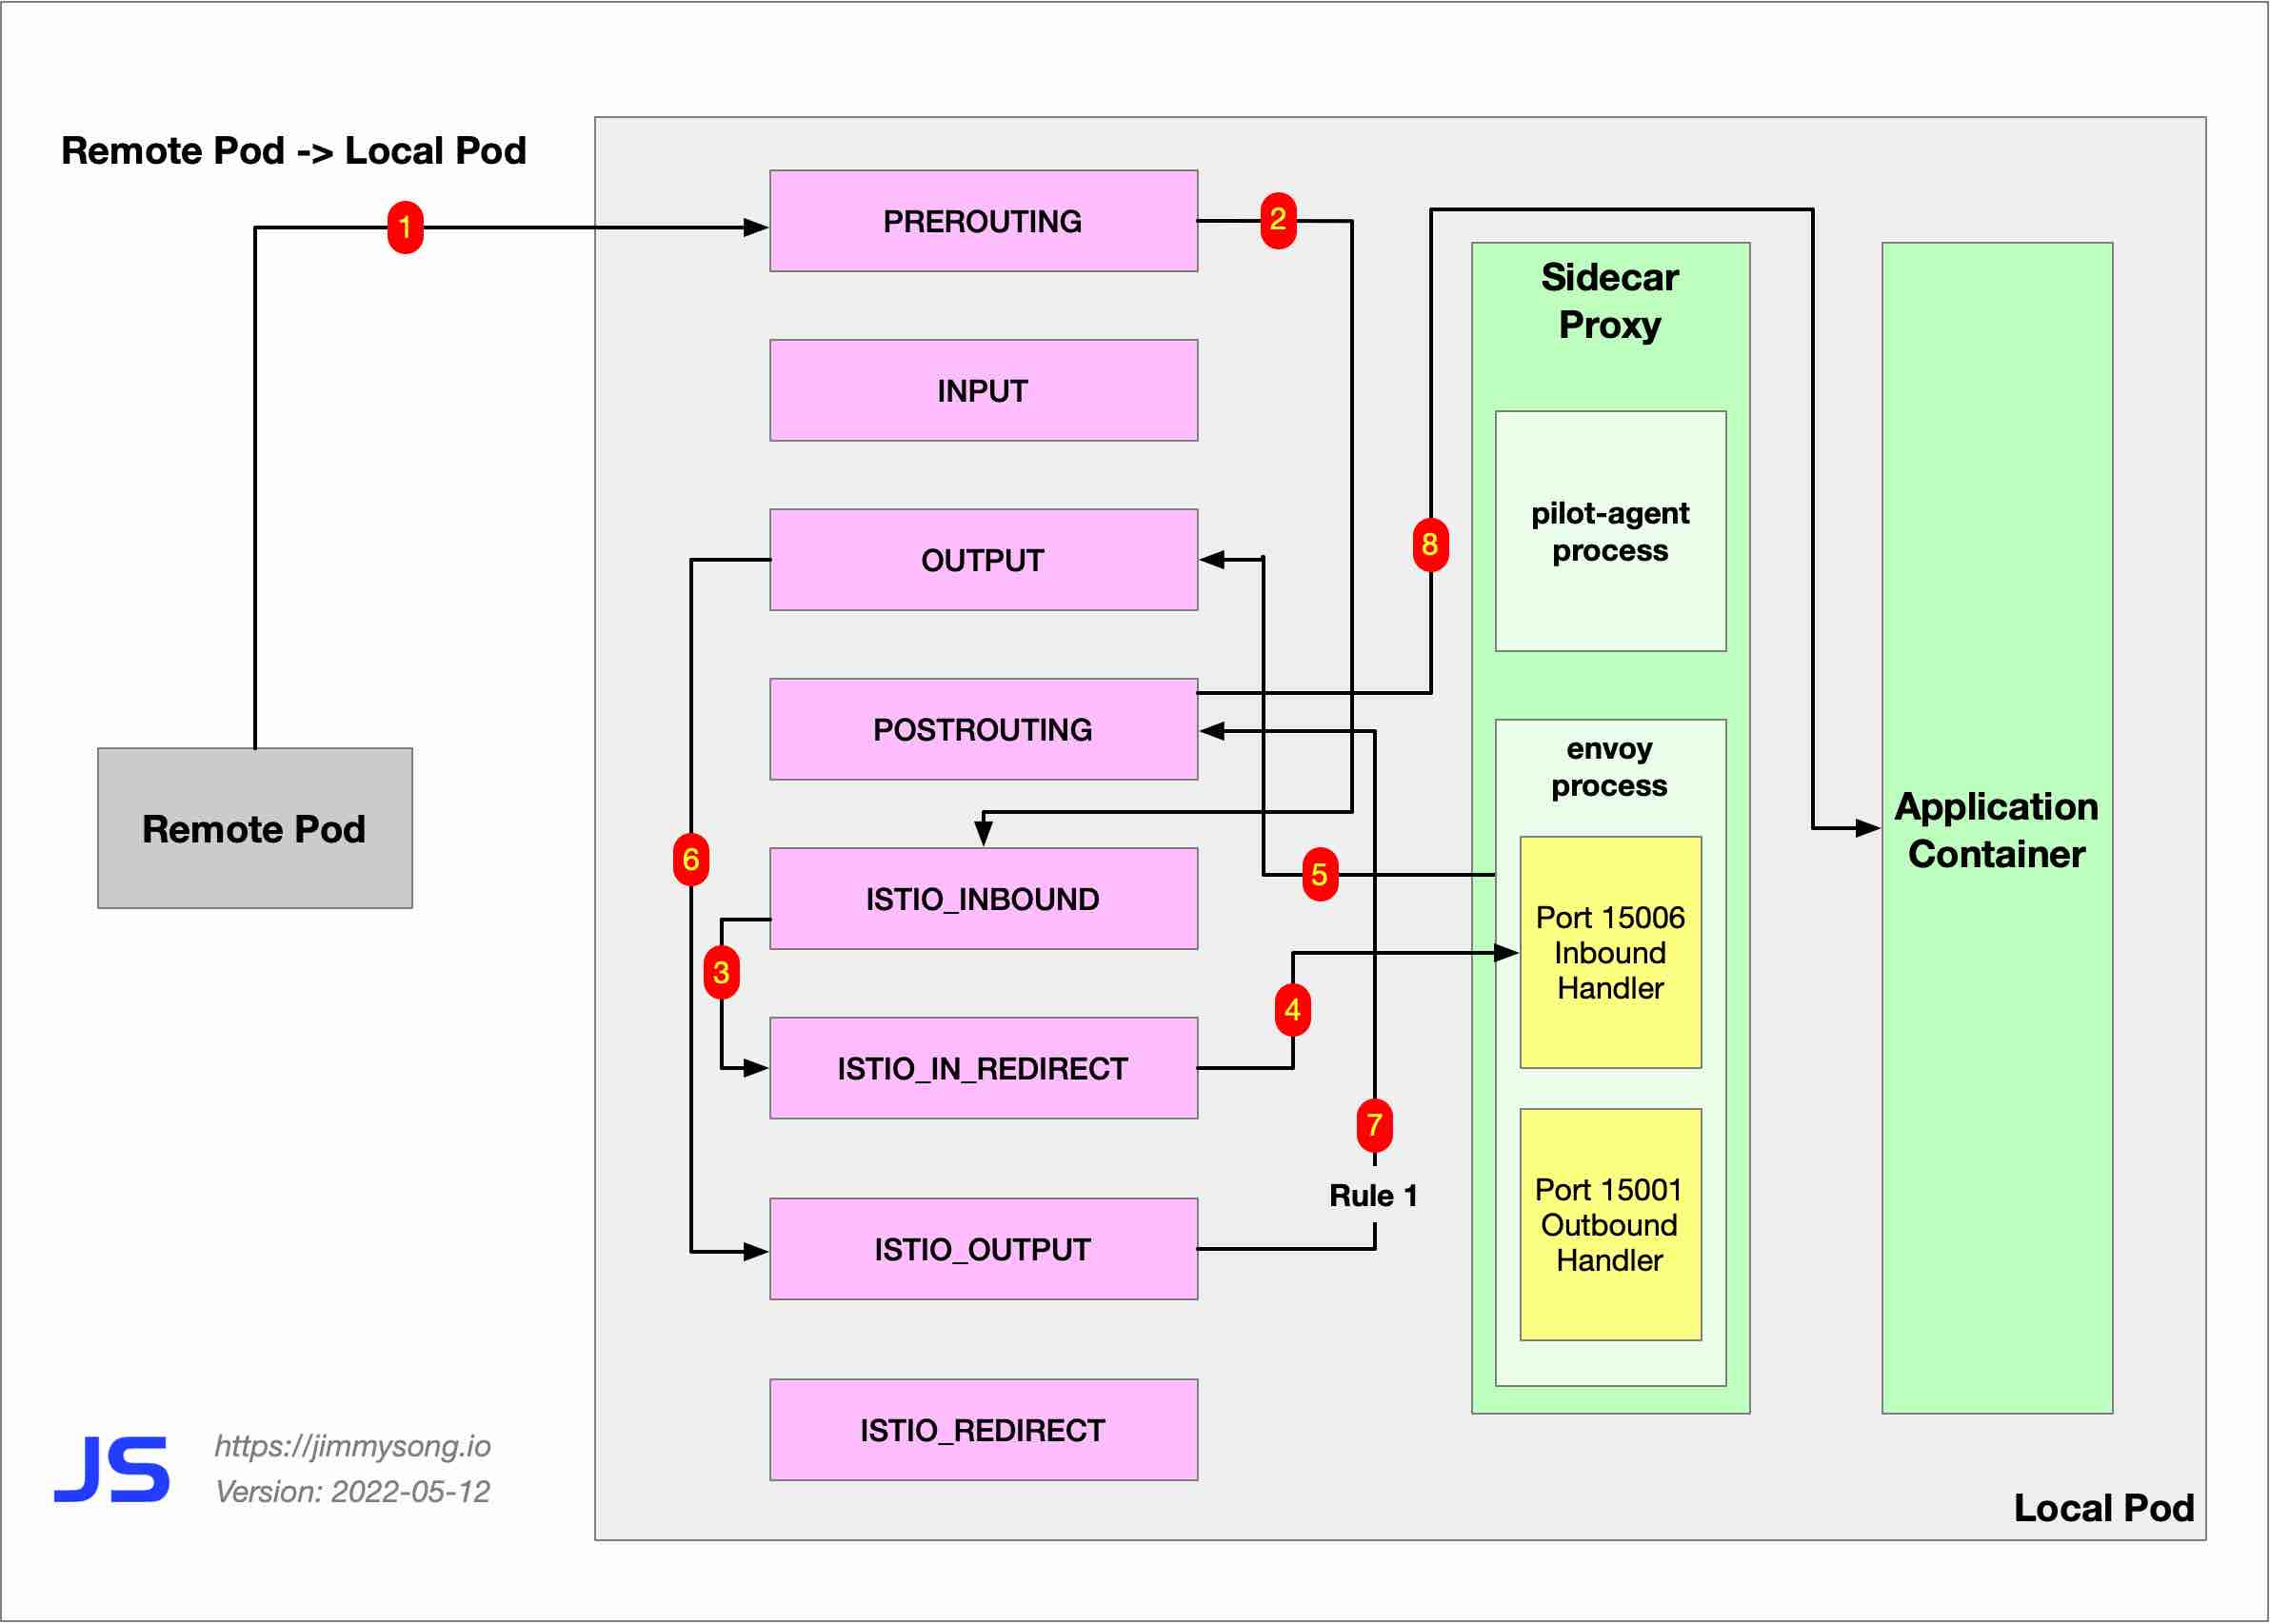 Remote Pod -> Local Pod
1
PREROUTING
2
Sidecar
Proxy
INPUT
pilot-agent
process
OUTPUT
8
POSTROUTING
envoy
process
Remote Pod
Application
Container
6
5
ISTIO_INBOUND
Port 15006
Inbound
Handler
3
4
ISTIO_IN_REDIRECT
7
Rule 1
Port 15001
Outbound
Handler
ISTIO_OUTPUT
ISTIO_REDIRECT
JS
https://jimmysong.io
Version: 2022-05-12
Local Pod